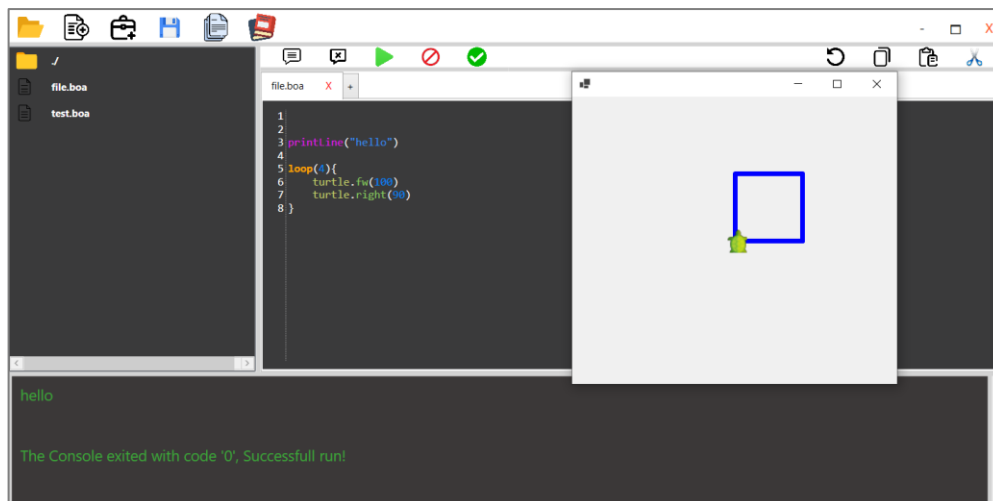 ./
file.boa
test.boa
file.boa X +
1
2
3 printLine("hello")
4
5 loop(4){
6 turtle.fw(100)
7 turtle.right(90)
8 }
hello
The Console exited with code '0', Successfull run!